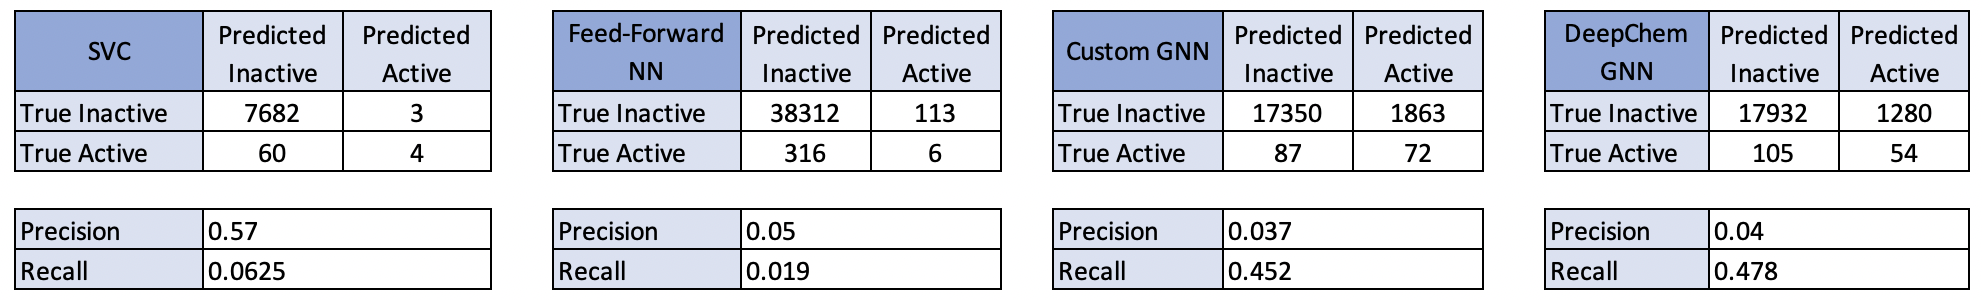 SVC
Predicted Inactive
Predicted Active
True Inactive 7682 3
True Active 60 4
Precision 0.57
Recall 0.0625
Feed-Forward NN
Predicted Inactive
Predicted Active
True Inactive 38312 113
True Active 316 6
Precision 0.05
Recall 0.019
Custom GNN
Predicted Inactive
Predicted Active
True Inactive 17350 1863
True Active 87 72
Precision 0.037
Recall 0.452
DeepChem GNN
Predicted Inactive
Predicted Active
True Inactive 17932 1280
True Active 105 54
Precision 0.04
Recall 0.478